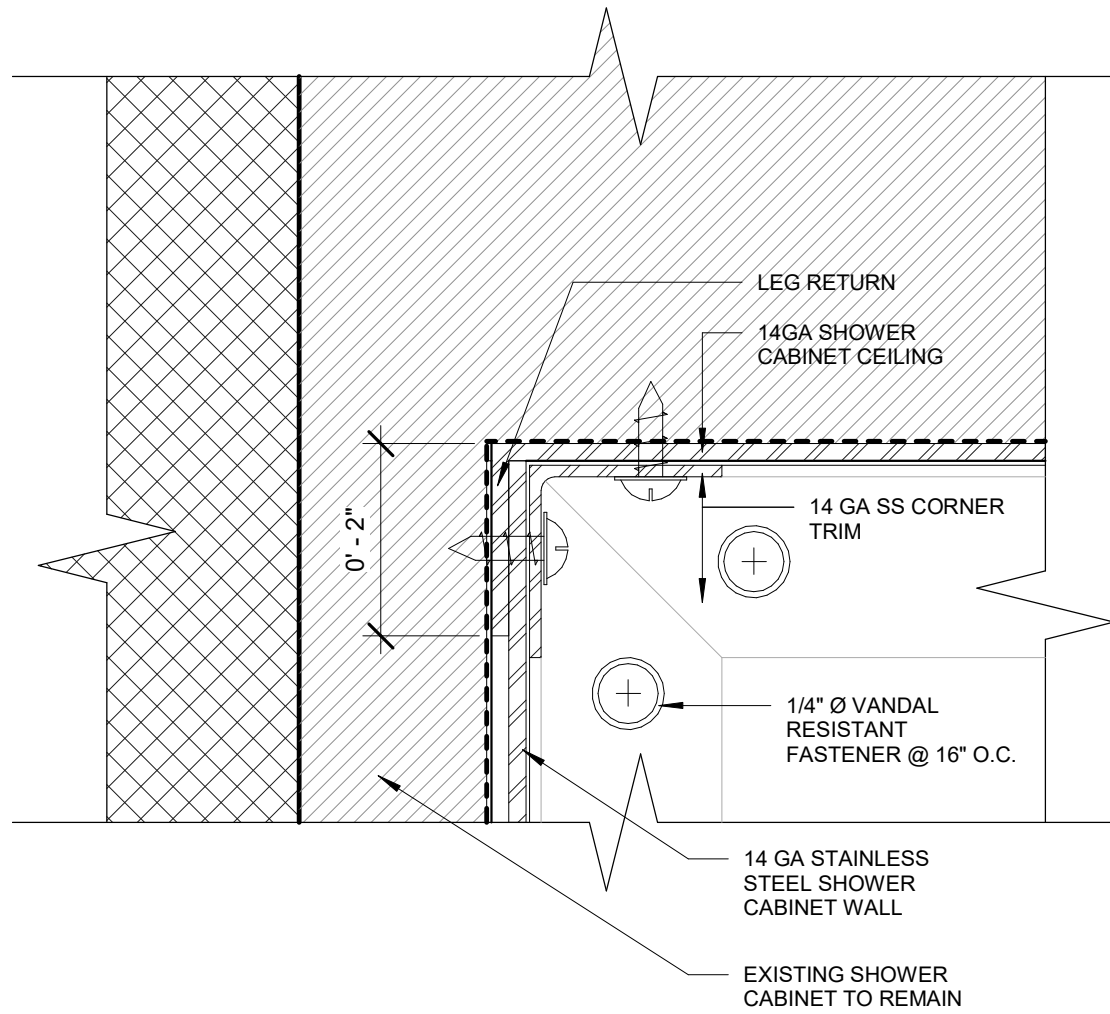 LEG RETURN
14GA SHOWER
CABINET CEILING
0' - 2"
14 GA SS CORNER
TRIM
1/4" Ø VANDAL
RESISTANT
FASTENER @ 16" O.C.
14 GA STAINLESS
STEEL SHOWER
CABINET WALL
EXISTING SHOWER
CABINET TO REMAIN